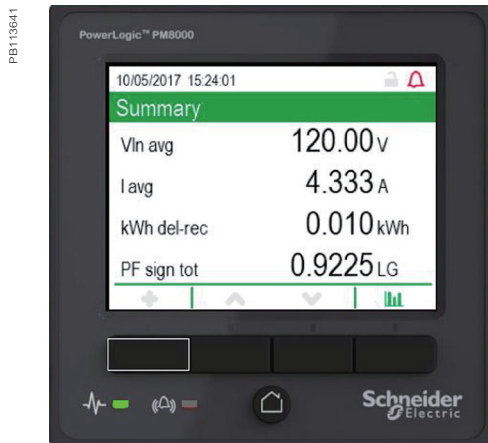 PB113641
PowerLogic™ PM8000
10/05/2017 15:24:01
Summary
Vln avg 120.00 V
I avg 4.333 A
kWh del-rec 0.010 kWh
PF sign tot 0.9225 LG
Schneider
Electric